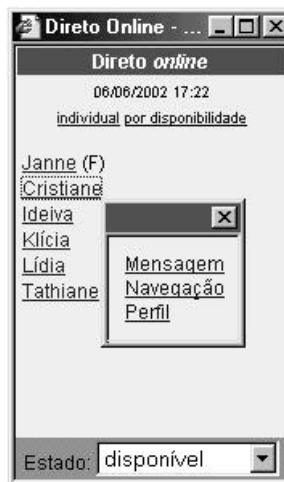 Direto Online - ...
Direto online
06/06/2002 17:22
individual por disponibilidade
Janne (F)
Cristiane
Ideiva
Klícia
Lídia
Tathiane
Mensagem
Navegação
Perfil
Estado: disponível